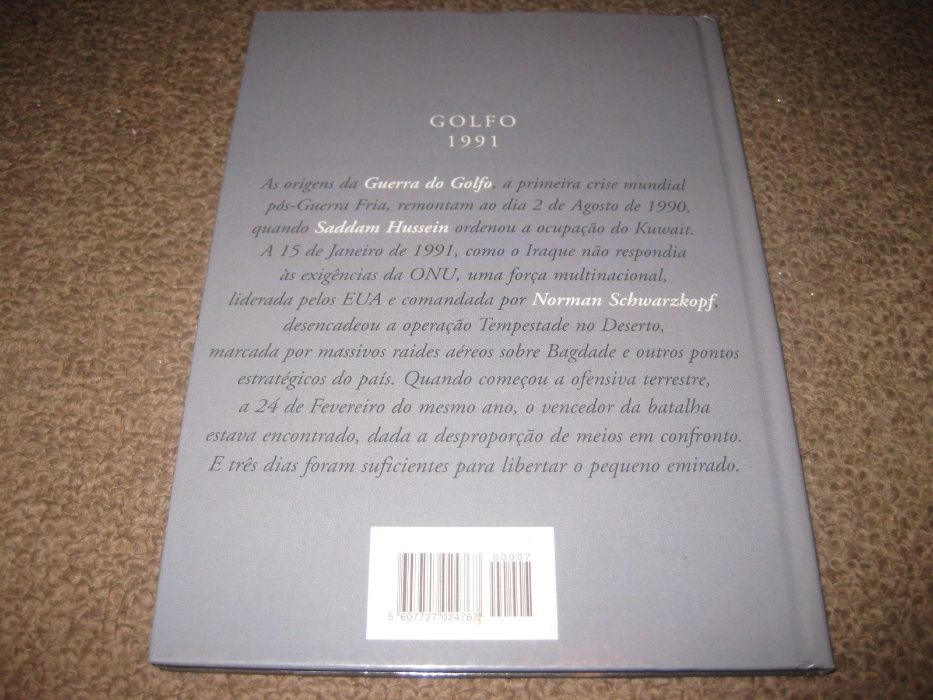 GOLFO
1991
As origens da Guerra do Golfo, a primeira crise mundial
pós-Guerra Fria, remontam ao dia 2 de Agosto de 1990,
quando Saddam Hussein ordenou a ocupação do Kuwait.
A 15 de Janeiro de 1991, como o Iraque não respondia
às exigências da ONU, uma força multinacional,
liderada pelos EUA e comandada por Norman Schwarzkopf,
desencadeou a operação Tempestade no Deserto,
marcada por massivos raides aéreos sobre Bagdade e outros pontos
estratégicos do país. Quando começou a ofensiva terrestre,
a 24 de Fevereiro do mesmo ano, o vencedor da batalha
estava encontrado, dada a desproporção de meios em confronto.
E três dias foram suficientes para libertar o pequeno emirado.
00007
5 607727 024767